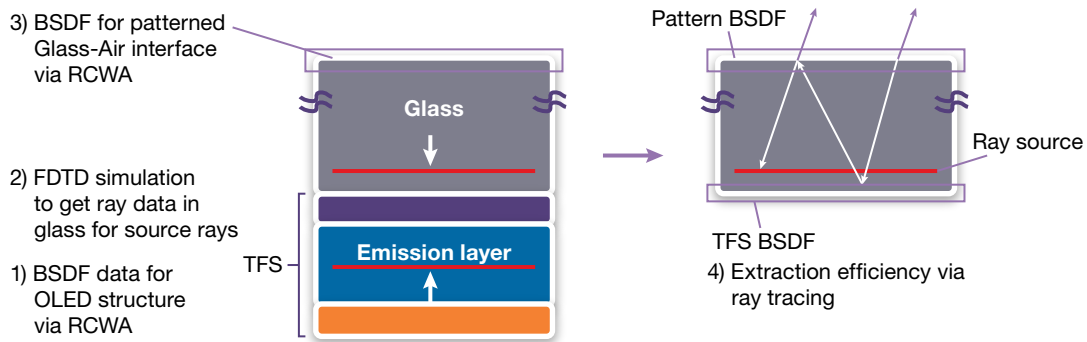 3) BSDF for patterned
Glass-Air interface
via RCWA
2) FDTD simulation
to get ray data in
glass for source rays
1) BSDF data for
OLED structure
via RCWA
TFS
Glass
Emission layer
Pattern BSDF
Ray source
TFS BSDF
4) Extraction efficiency via
ray tracing